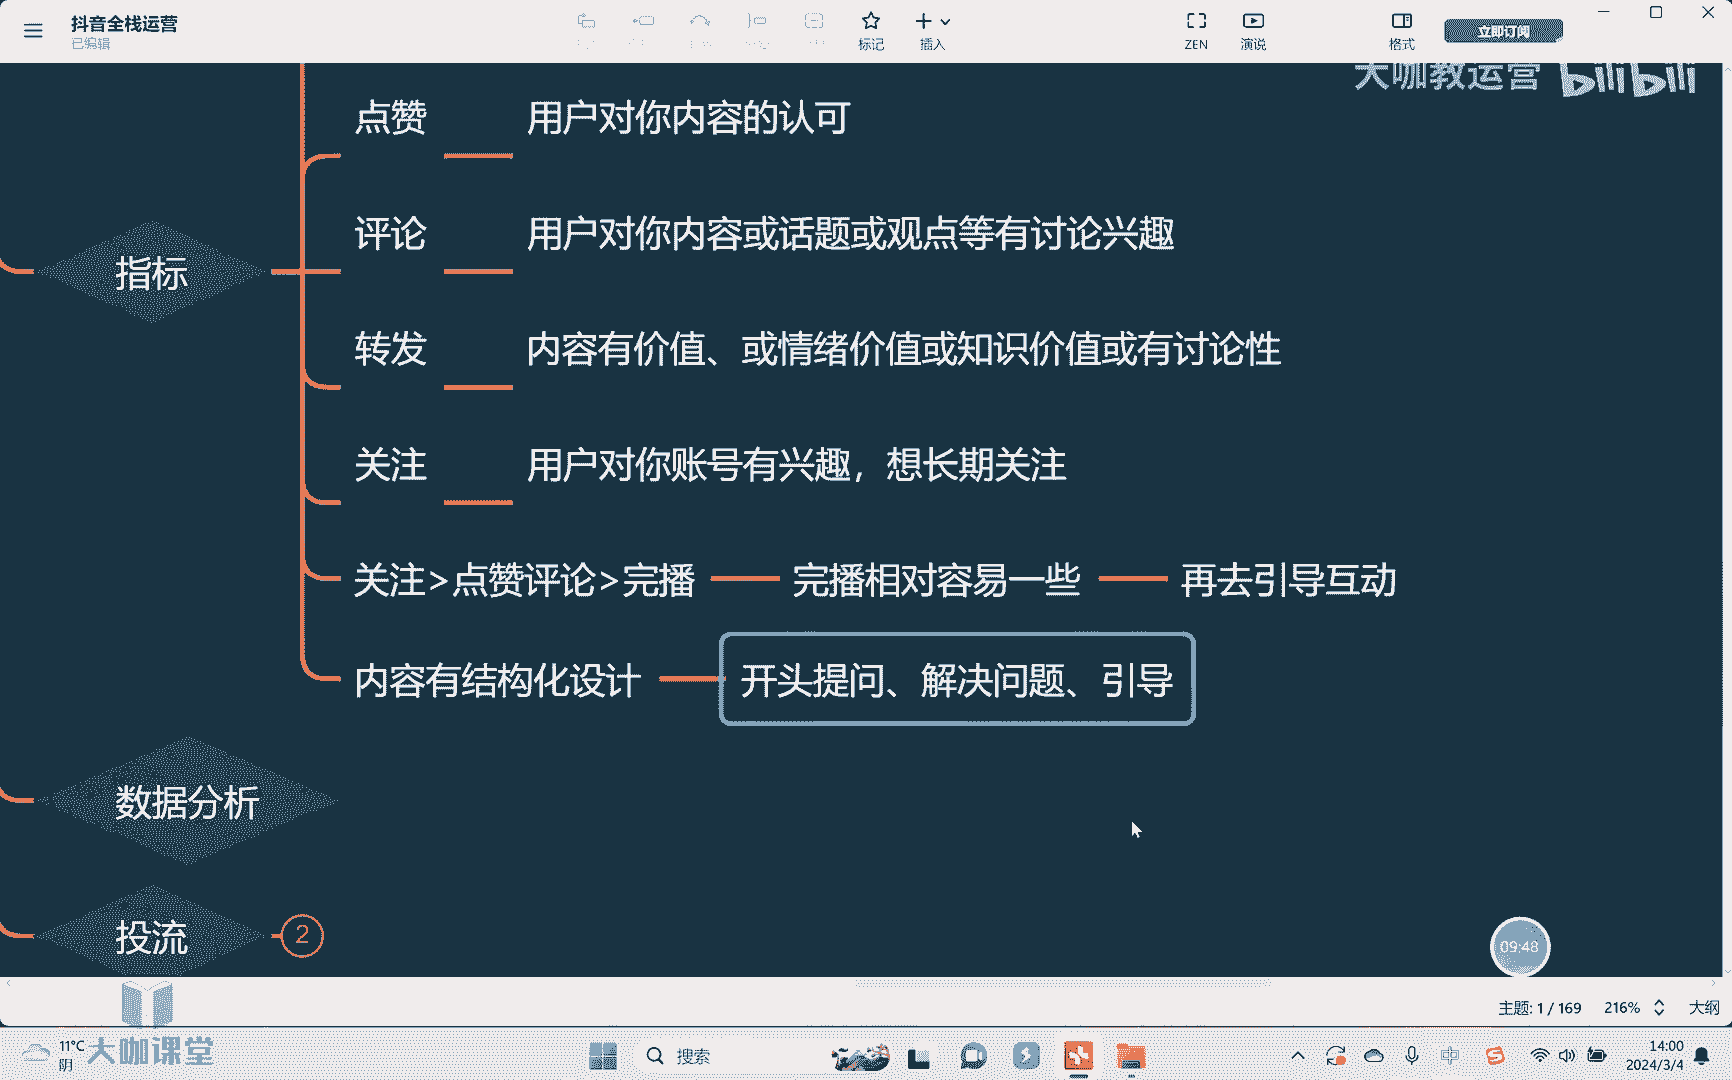 抖音全栈运营
已编辑
标记
插入
ZEN
演说
格式
立即订阅
大咖教运营 bilibili
点赞 用户对你内容的认可
评论 用户对你内容或话题或观点等有讨论兴趣
指标
转发 内容有价值、或情绪价值或知识价值或有讨论性
关注 用户对你账号有兴趣，想长期关注
关注>点赞评论>完播 完播相对容易一些 再去引导互动
内容有结构化设计 开头提问、解决问题、引导
数据分析
投流 2
09:48
主题: 1 / 169 216% 大纲
大咖课堂
11°C
阴
搜索
中
14:00
2024/3/4